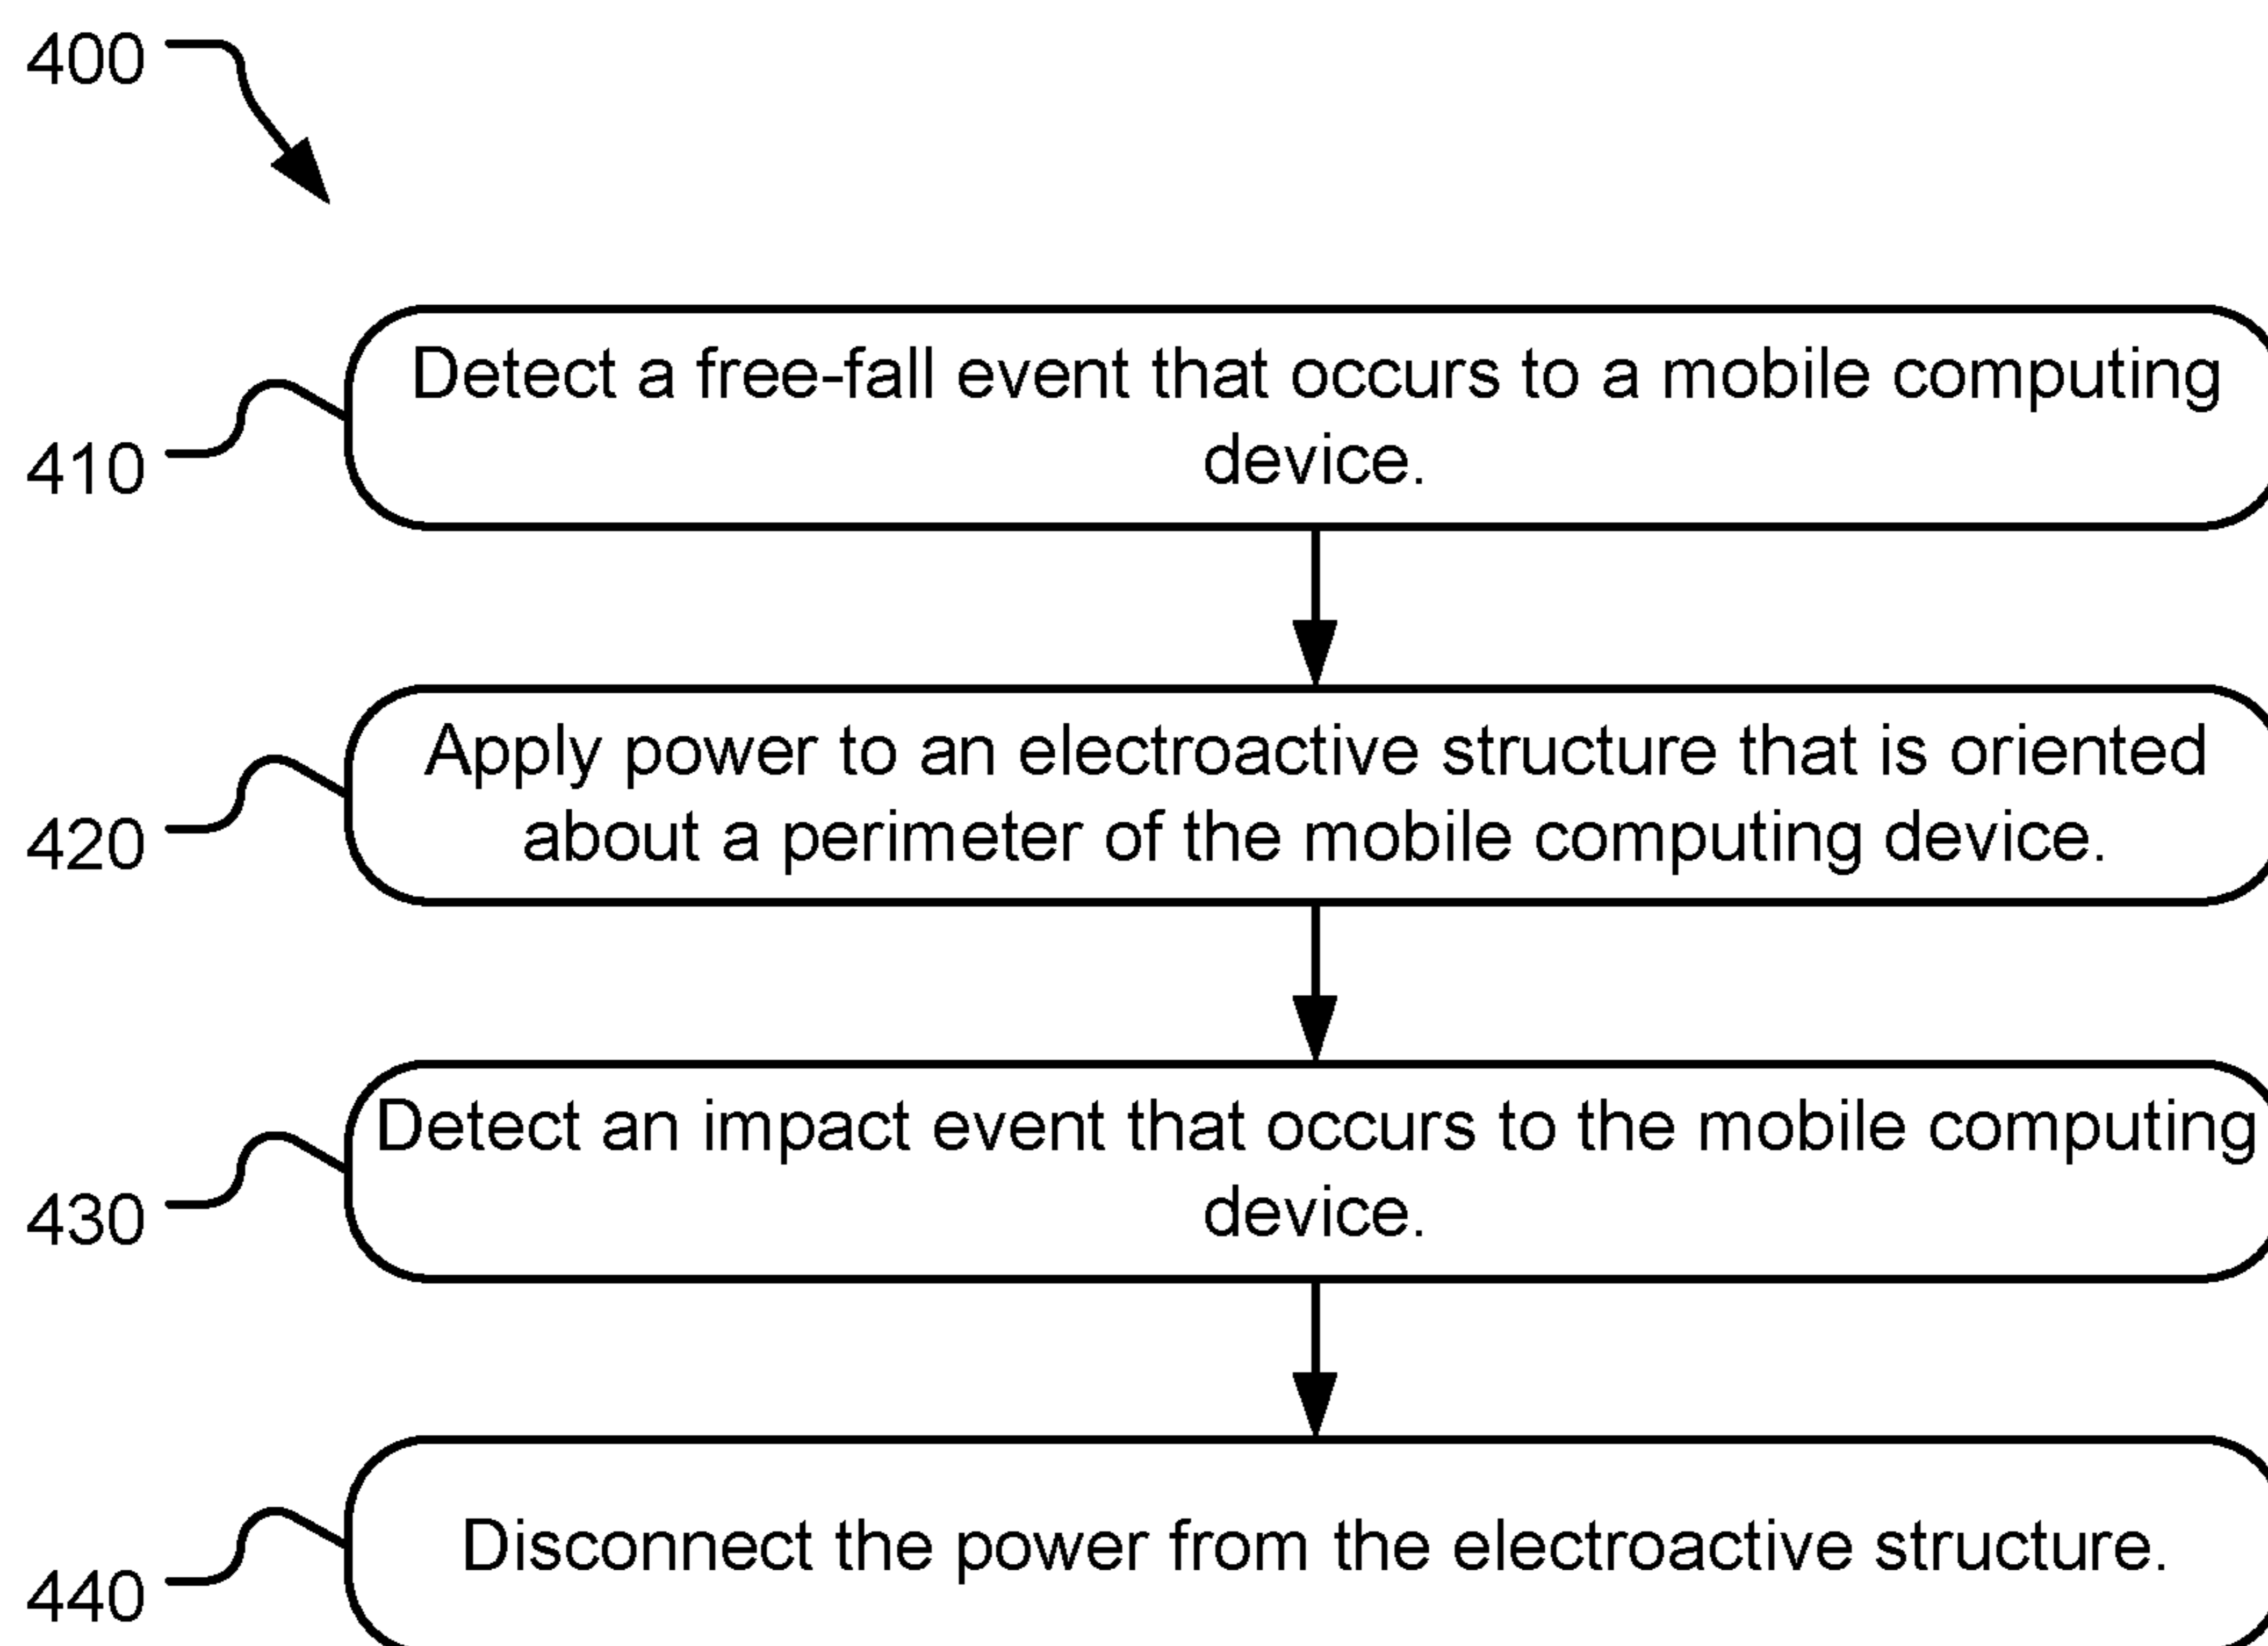 400
410
Detect a free-fall event that occurs to a mobile computing
device.
420
Apply power to an electroactive structure that is oriented
about a perimeter of the mobile computing device.
430
Detect an impact event that occurs to the mobile computing
device.
440
Disconnect the power from the electroactive structure.